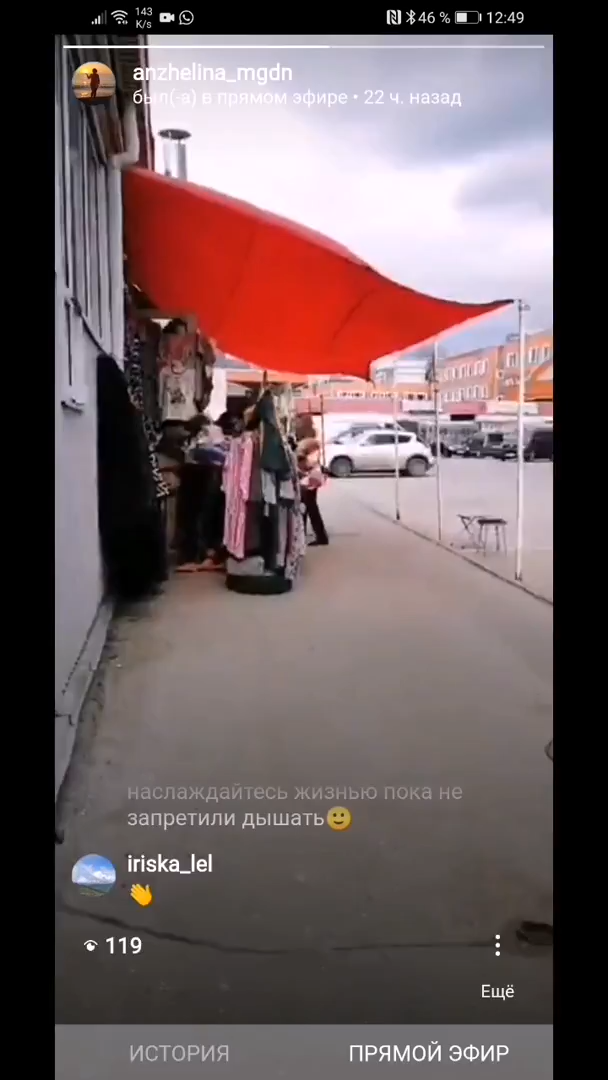 143
K/s
46 %
12:49
anzhelina_mgdn
был(-а) в прямом эфире • 22 ч. назад
наслаждайтесь жизнью пока не
запретили дышать🙂
iriska_lel
👋
119
Ещё
ИСТОРИЯ
ПРЯМОЙ ЭФИР